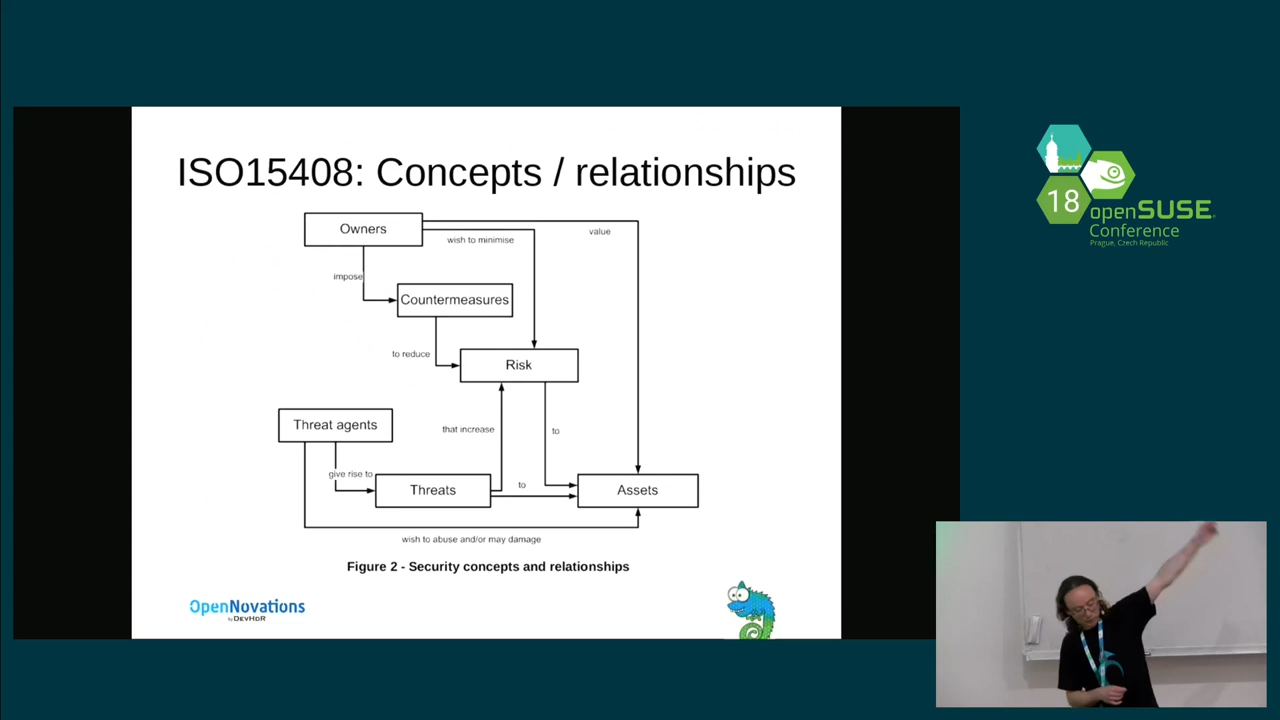 ISO15408: Concepts / relationships
Owners
value
wish to minimise
impose
Countermeasures
to reduce
Risk
Threat agents
that increase
to
give rise to
Threats
to
Assets
wish to abuse and/or may damage
Figure 2 - Security concepts and relationships
OpenNovations
by DEVHDR
18
openSUSE
Conference
Prague, Czech Republic